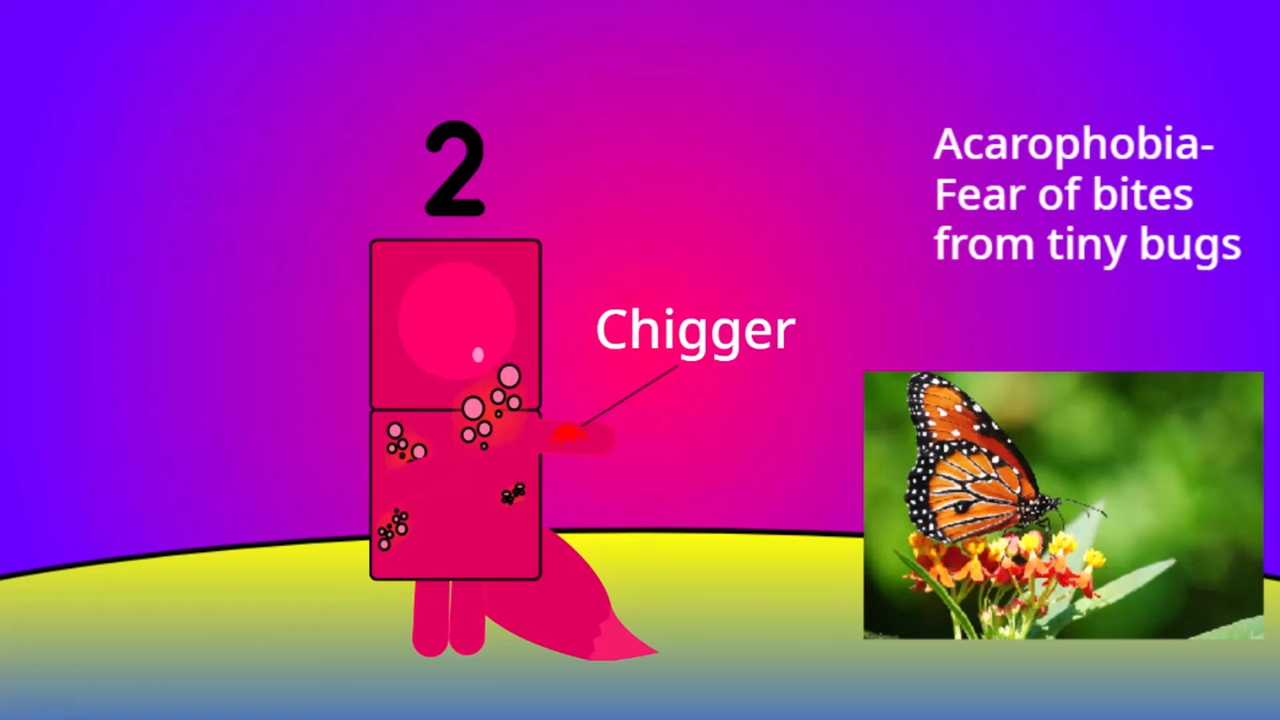 2
Acarophobia-
Fear of bites
from tiny bugs
Chigger